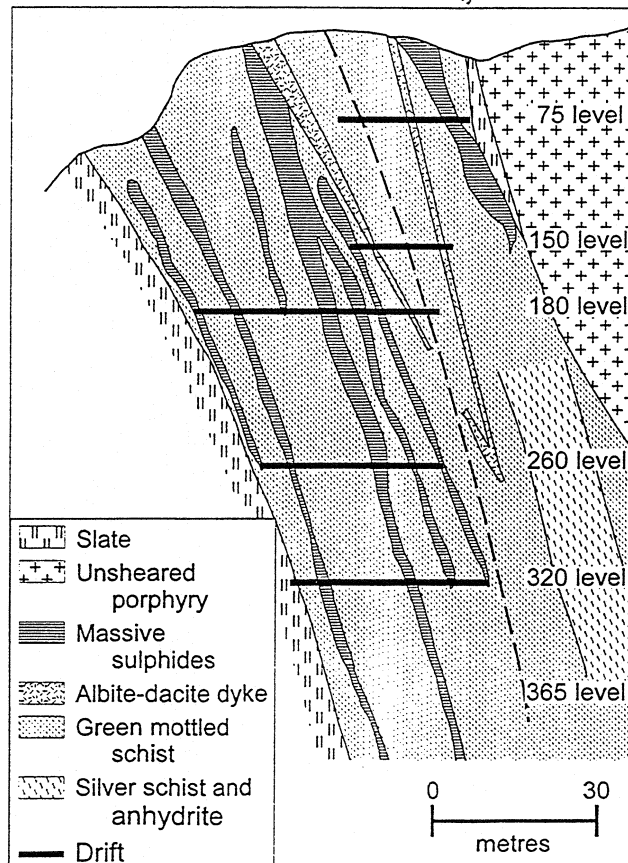 75 level
150 level
180 level
260 level
320 level
365 level
Slate
Unsheared
porphyry
Massive
sulphides
Albite-dacite dyke
Green mottled
schist
Silver schist and
anhydrite
Drift
0 30
metres